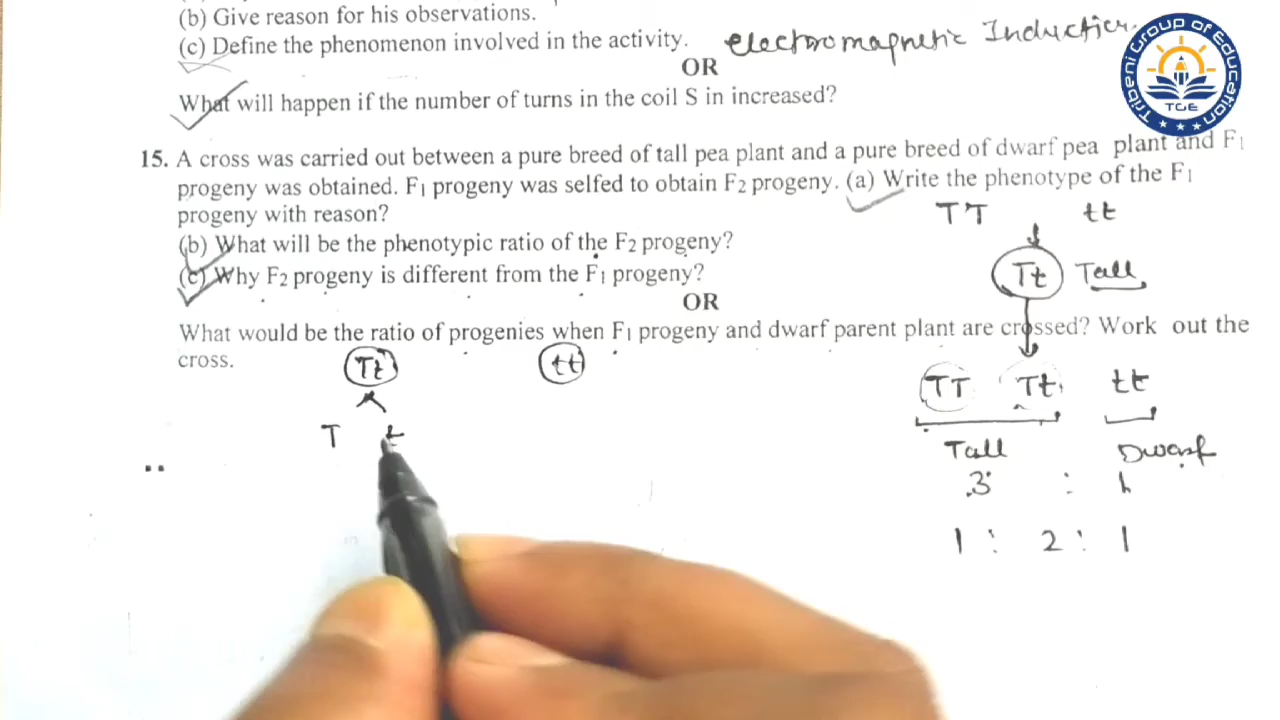 (b) Give reason for his observations.
(c) Define the phenomenon involved in the activity. electromagnetic Induction.
OR
What will happen if the number of turns in the coil S in increased?
15. A cross was carried out between a pure breed of tall pea plant and a pure breed of dwarf pea plant and F1
progeny was obtained. F1 progeny was selfed to obtain F2 progeny. (a) Write the phenotype of the F1
progeny with reason?
TT tt
(b) What will be the phenotypic ratio of the F2 progeny?
(c) Why F2 progeny is different from the F1 progeny?
Tt Tall
OR
What would be the ratio of progenies when F1 progeny and dwarf parent plant are crossed? Work out the
cross.
Tt tt
TT Tt tt
T t
Tall Dwarf
3 : 1
1 : 2 : 1
Tribeni Group of Education
TGE